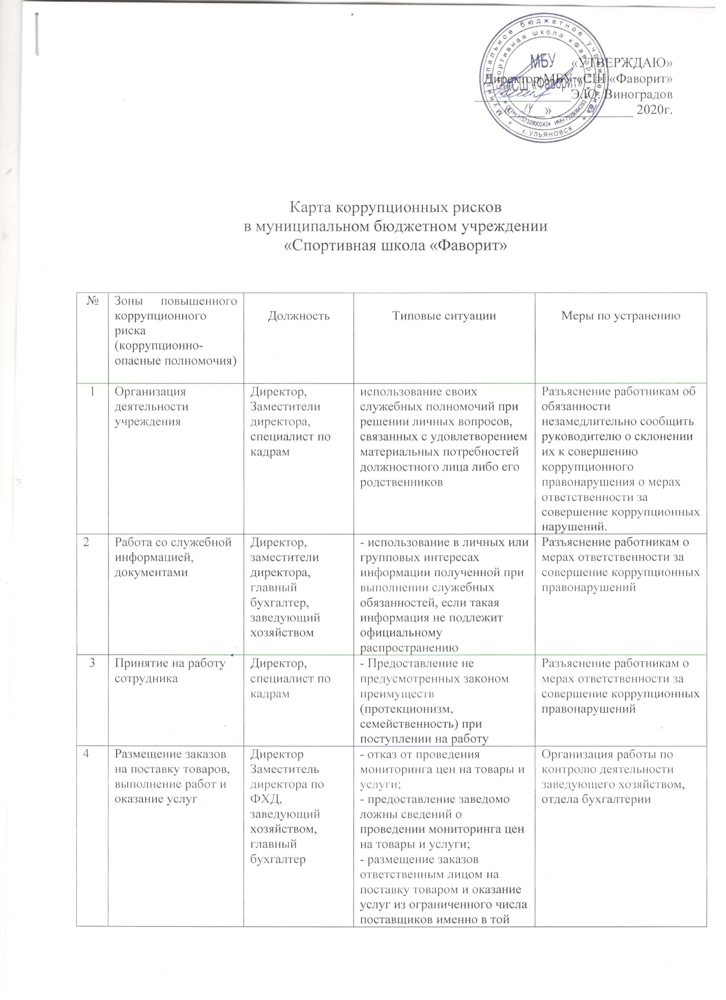 Муниципальное бюджетное учреждение
спортивная школа «Фаворит»
МБУ
«СШ «Фаворит»
* ОГРН 1157328002424 ИНН 7328084283 *
* г. УЛЬЯНОВСК *
«УТВЕРЖДАЮ»
Директор МБУ «СШ «Фаворит»
Э.Ю. Виноградов
« 14 » 2020г.
Карта коррупционных рисков
в муниципальном бюджетном учреждении
«Спортивная школа «Фаворит»
№
Зоны повышенного
коррупционного
риска
(коррупционно-
опасные полномочия)
Должность
Типовые ситуации
Меры по устранению
1
Организация
деятельности
учреждения
Директор,
Заместители
директора,
специалист по
кадрам
использование своих
служебных полномочий при
решении личных вопросов,
связанных с удовлетворением
материальных потребностей
должностного лица либо его
родственников
Разъяснение работникам об
обязанности
незамедлительно сообщить
руководителю о склонении
их к совершению
коррупционного
правонарушения о мерах
ответственности за
совершение коррупционных
нарушений.
2
Работа со служебной
информацией,
документами
Директор,
заместители
директора,
главный
бухгалтер,
заведующий
хозяйством
- использование в личных или
групповых интересах
информации полученной при
выполнении служебных
обязанностей, если такая
информация не подлежит
официальному
распространению
Разъяснение работникам о
мерах ответственности за
совершение коррупционных
правонарушений
3
Принятие на работу
сотрудника
Директор,
специалист по
кадрам
- Предоставление не
предусмотренных законом
преимуществ
(протекционизм,
семейственность) при
поступлении на работу
Разъяснение работникам о
мерах ответственности за
совершение коррупционных
правонарушений
4
Размещение заказов
на поставку товаров,
выполнение работ и
оказание услуг
Директор
Заместитель
директора по
ФХД,
заведующий
хозяйством,
главный
бухгалтер
- отказ от проведения
мониторинга цен на товары и
услуги;
- предоставление заведомо
ложны сведений о
проведении мониторинга цен
на товары и услуги;
- размещение заказов
ответственным лицом на
поставку товаром и оказание
услуг из ограниченного числа
поставщиков именно в той
Организация работы по
контролю деятельности
заведующего хозяйством,
отдела бухгалтерии